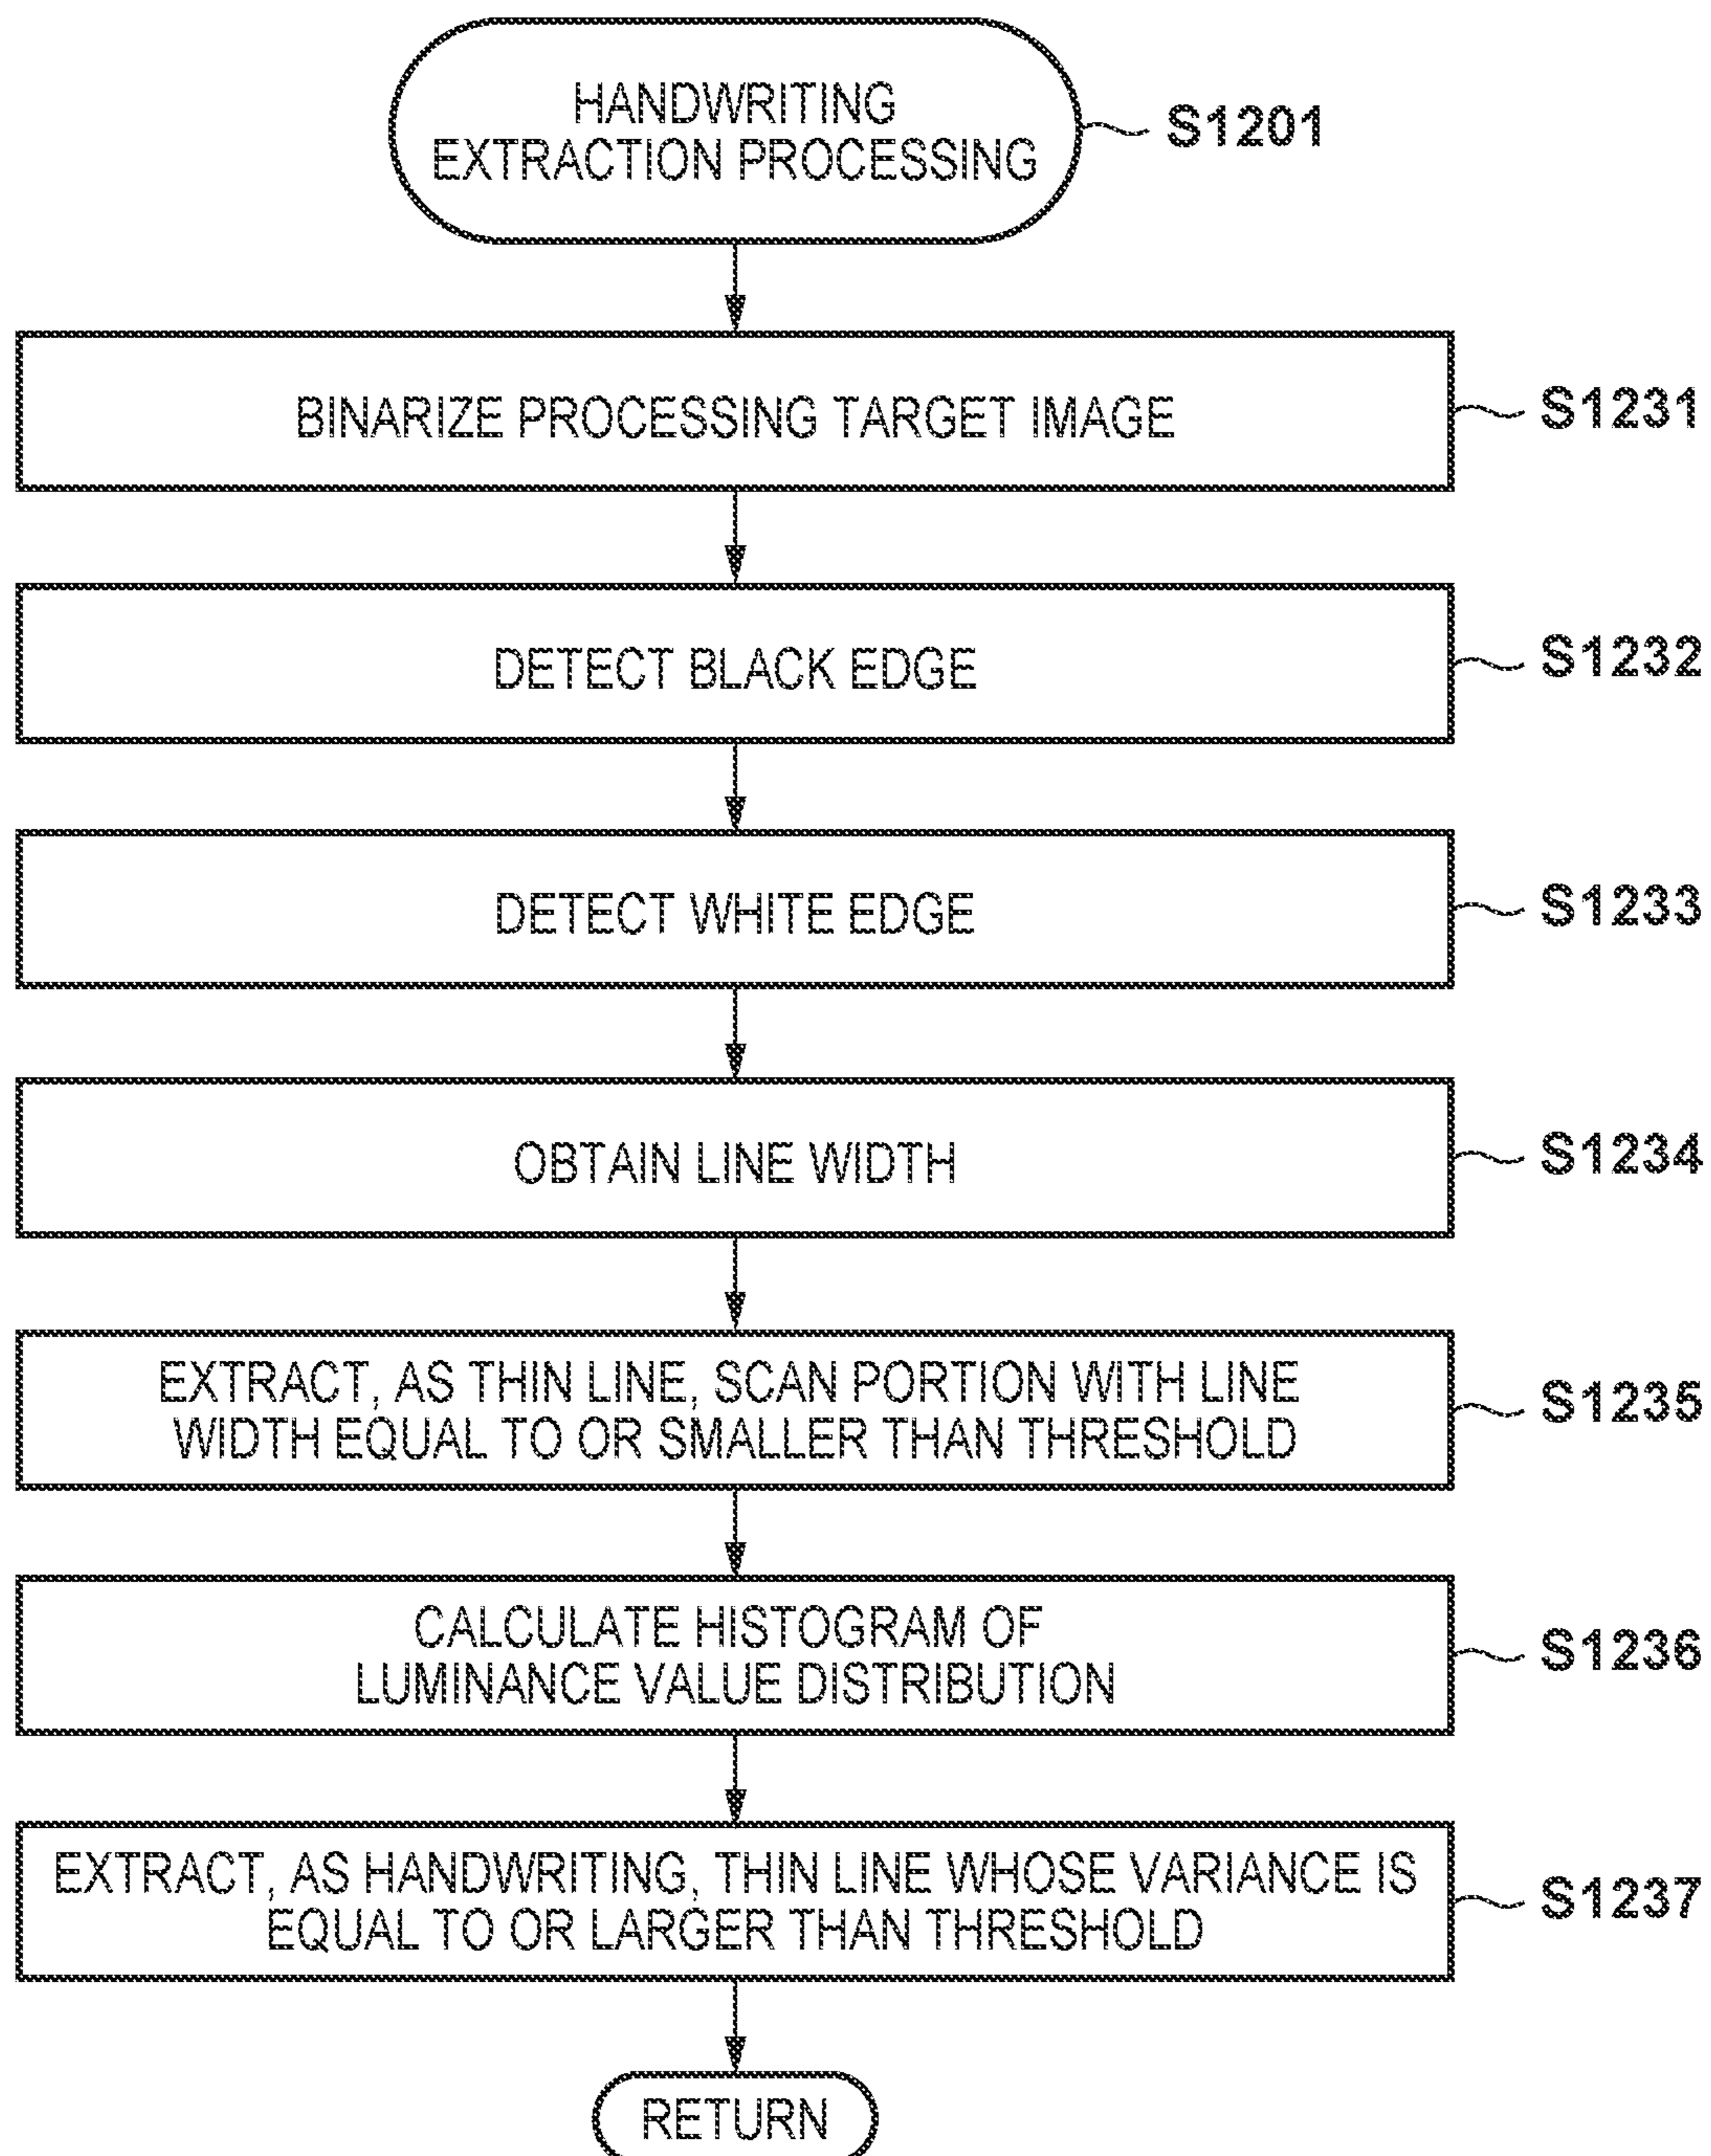 HANDWRITING
EXTRACTION PROCESSING
S1201
BINARIZE PROCESSING TARGET IMAGE
S1231
DETECT BLACK EDGE
S1232
DETECT WHITE EDGE
S1233
OBTAIN LINE WIDTH
S1234
EXTRACT, AS THIN LINE, SCAN PORTION WITH LINE
WIDTH EQUAL TO OR SMALLER THAN THRESHOLD
S1235
CALCULATE HISTOGRAM OF
LUMINANCE VALUE DISTRIBUTION
S1236
EXTRACT, AS HANDWRITING, THIN LINE WHOSE VARIANCE IS
EQUAL TO OR LARGER THAN THRESHOLD
S1237
RETURN